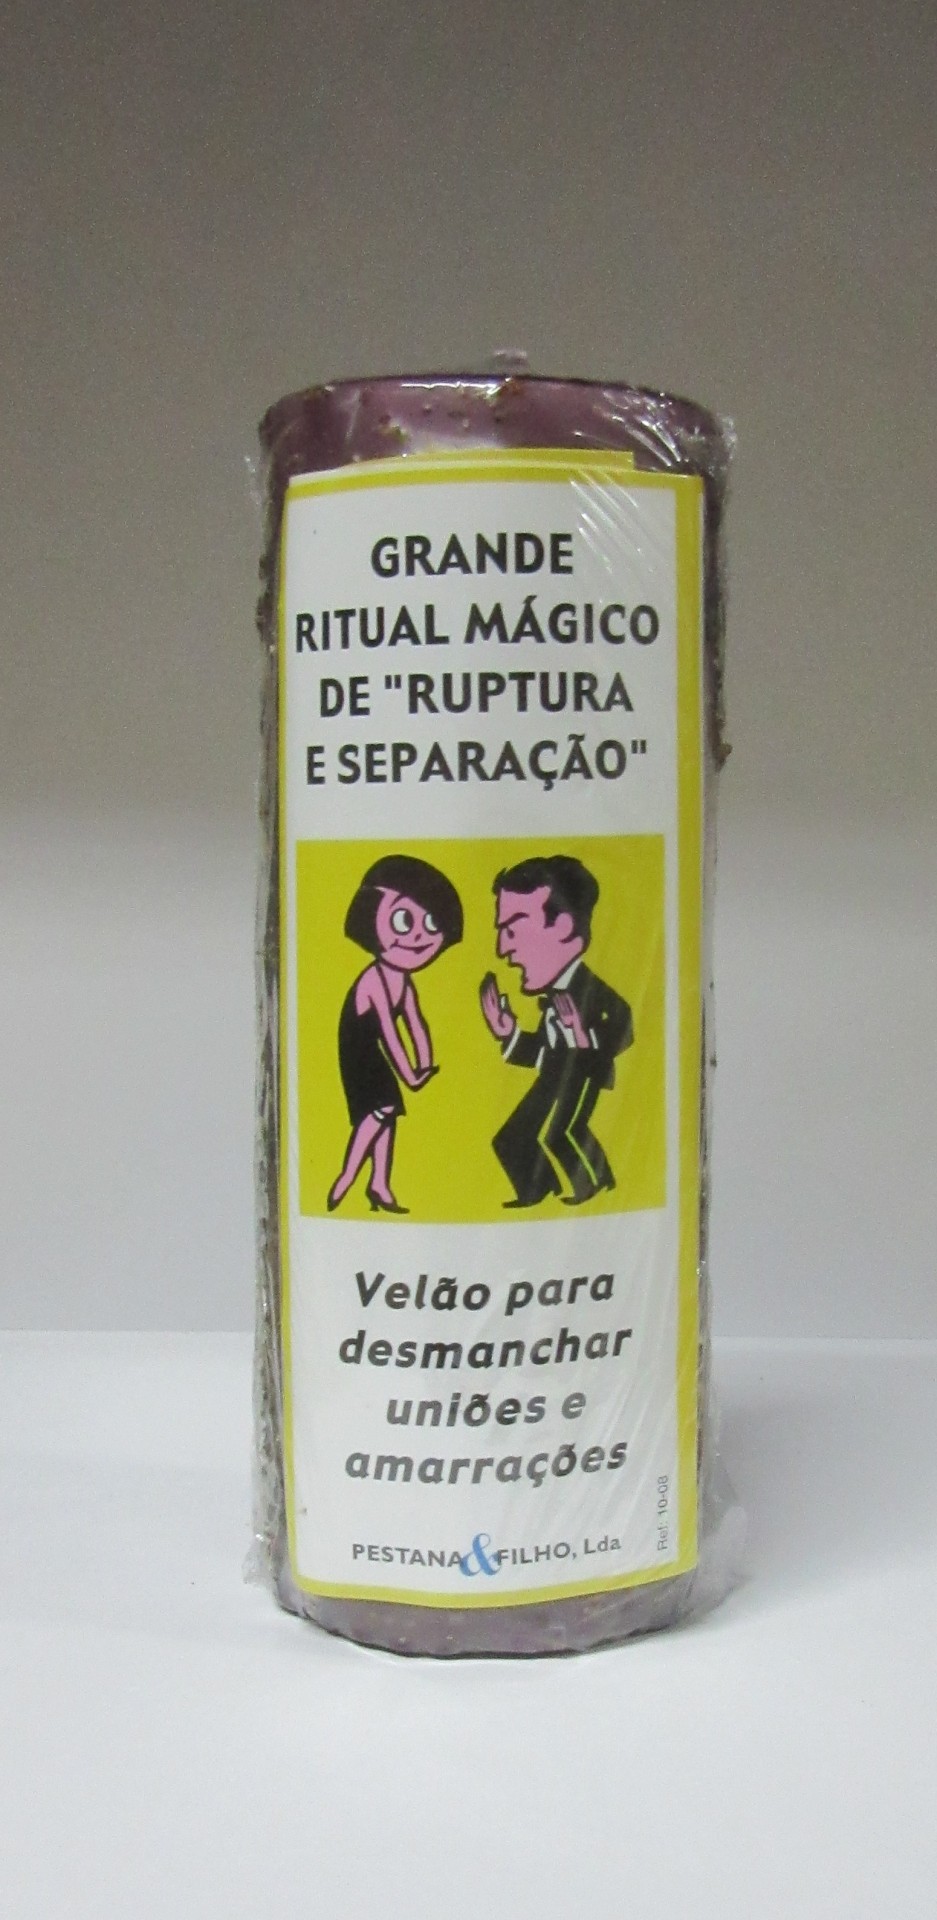 GRANDE
RITUAL MÁGICO
DE "RUPTURA
E SEPARAÇÃO"
Velão para
desmanchar
uniões e
amarrações
PESTANA&FILHO, Lda
Ref: 10-08